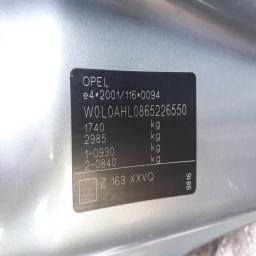 OPEL
e4*2001/116*0094
W0L0AHL0865226550
1740 kg
2985 kg
1-0930 kg
2-0840 kg
Z 163 XXVQ
9816